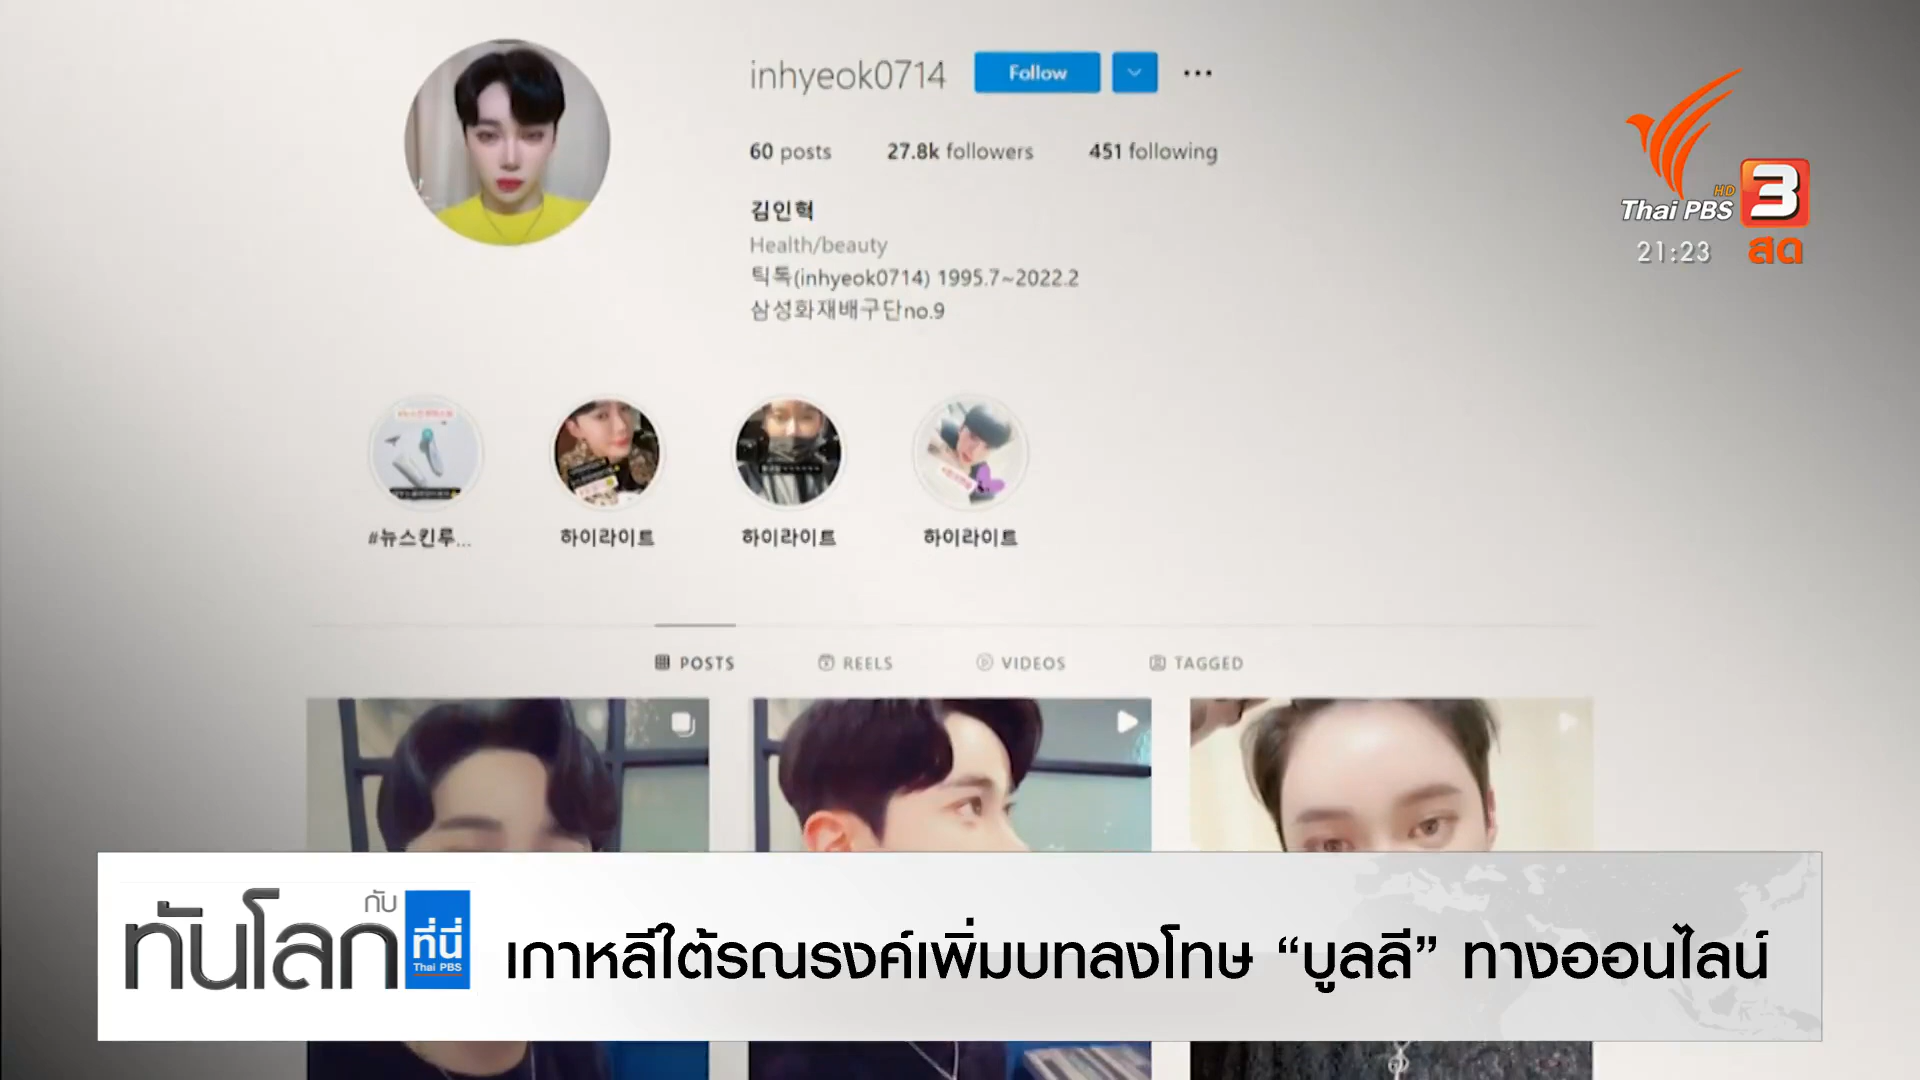 inhyeok0714
Follow
60 posts
27.8k followers
451 following
김인혁
Health/beauty
틱톡(inhyeok0714) 1995.7~2022.2
삼성화재배구단no.9
HD
Thai PBS
3
21:23
สด
#뉴스킨루...
하이라이트
하이라이트
하이라이트
POSTS
REELS
VIDEOS
TAGGED
ทันโลก
กับ
ที่นี่
Thai PBS
เกาหลีใต้รณรงค์เพิ่มบทลงโทษ “บูลลี” ทางออนไลน์